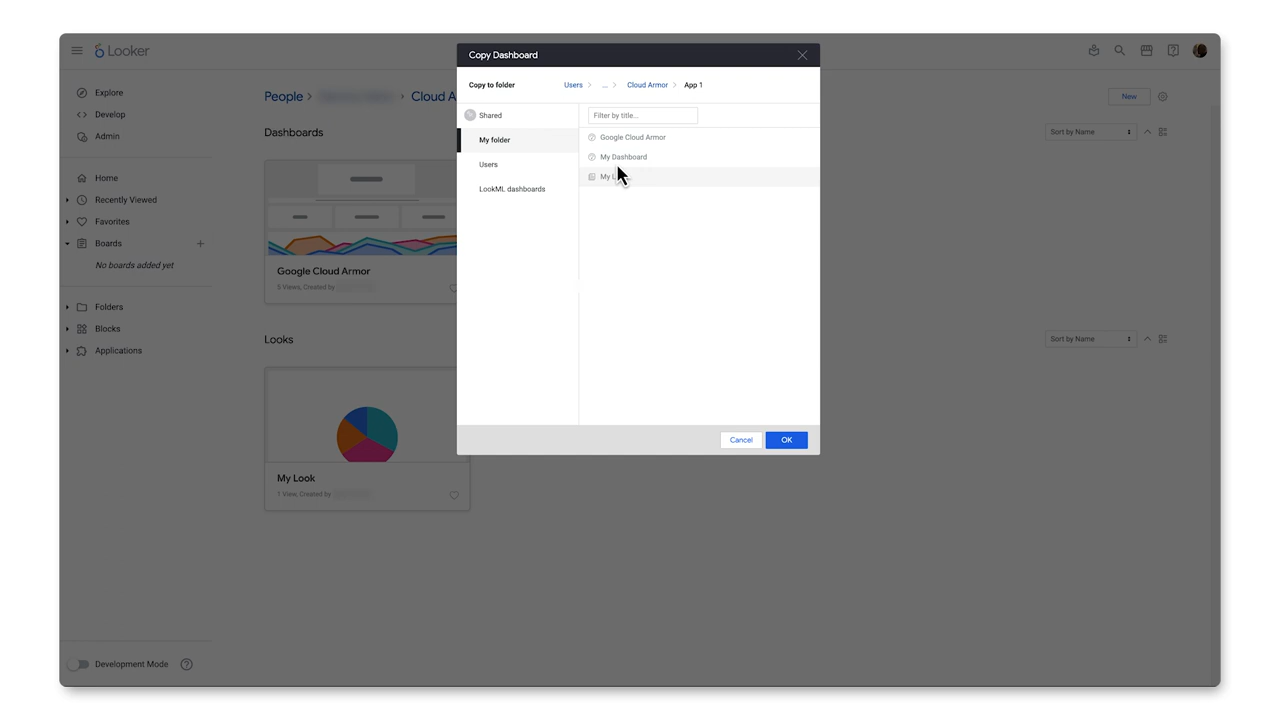 Looker
Explore
Develop
Admin
Home
Recently Viewed
Favorites
Boards
No boards added yet
Folders
Blocks
Applications
Development Mode
People
Cloud A
New
Dashboards
Sort by Name
Google Cloud Armor
5 Views, Created by
Looks
Sort by Name
My Look
1 View, Created by
Copy Dashboard
Copy to folder
Users > ... > Cloud Armor > App 1
Shared
My folder
Users
LookML dashboards
Filter by title...
Google Cloud Armor
My Dashboard
My
Cancel
OK